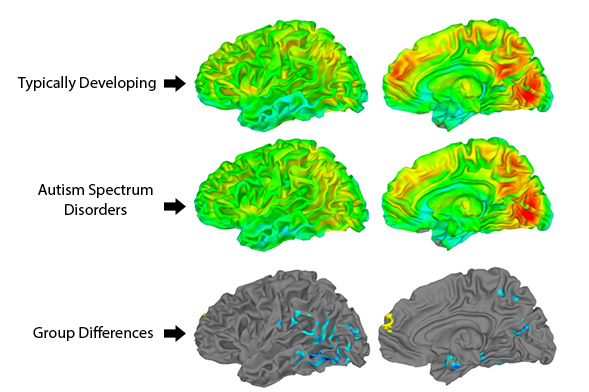 Typically Developing
Autism Spectrum
Disorders
Group Differences